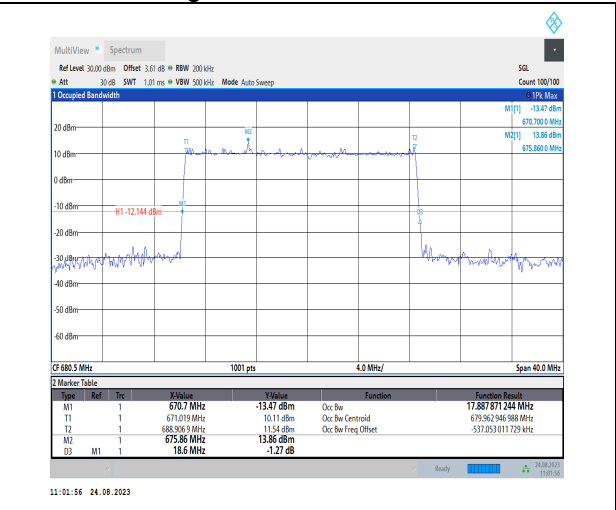 MultiView Spectrum
Ref Level 30.00 dBm Offset 3.61 dB RBW 200 kHz SGL
Att 30 dB SWT 1.01 ms VBW 500 kHz Mode Auto Sweep Count 100/100
1 Occupied Bandwidth 1Pk Max
M1[1] -13.47 dBm
670.700 0 MHz
M2[1] 13.86 dBm
675.860 0 MHz
20 dBm
M2
T1
T2
10 dBm
0 dBm
-10 dBm
M1
H1 -12.144 dBm
D3
-20 dBm
-30 dBm
-40 dBm
-50 dBm
-60 dBm
CF 680.5 MHz 1001 pts 4.0 MHz/ Span 40.0 MHz
2 Marker Table
Type Ref Trc X-Value Y-Value Function Function Result
M1 1 670.7 MHz -13.47 dBm Occ Bw 17.887 871 244 MHz
T1 1 671.019 MHz 10.11 dBm Occ Bw Centroid 679.962 946 988 MHz
T2 1 688.906 9 MHz 11.54 dBm Occ Bw Freq Offset -537.053 011 729 kHz
M2 1 675.86 MHz 13.86 dBm
D3 M1 1 18.6 MHz -1.27 dB
Ready 24.08.2023
11:01:56
11:01:56 24.08.2023